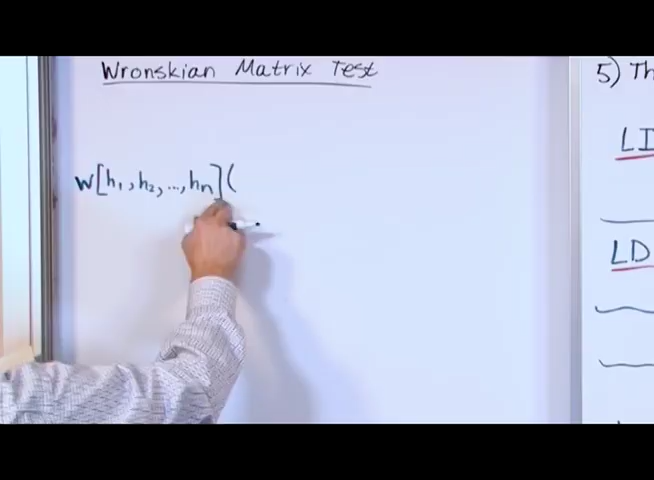 Wronskian Matrix Test
W[h₁, h₂, ..., hₙ](
5) Th
LI
LD